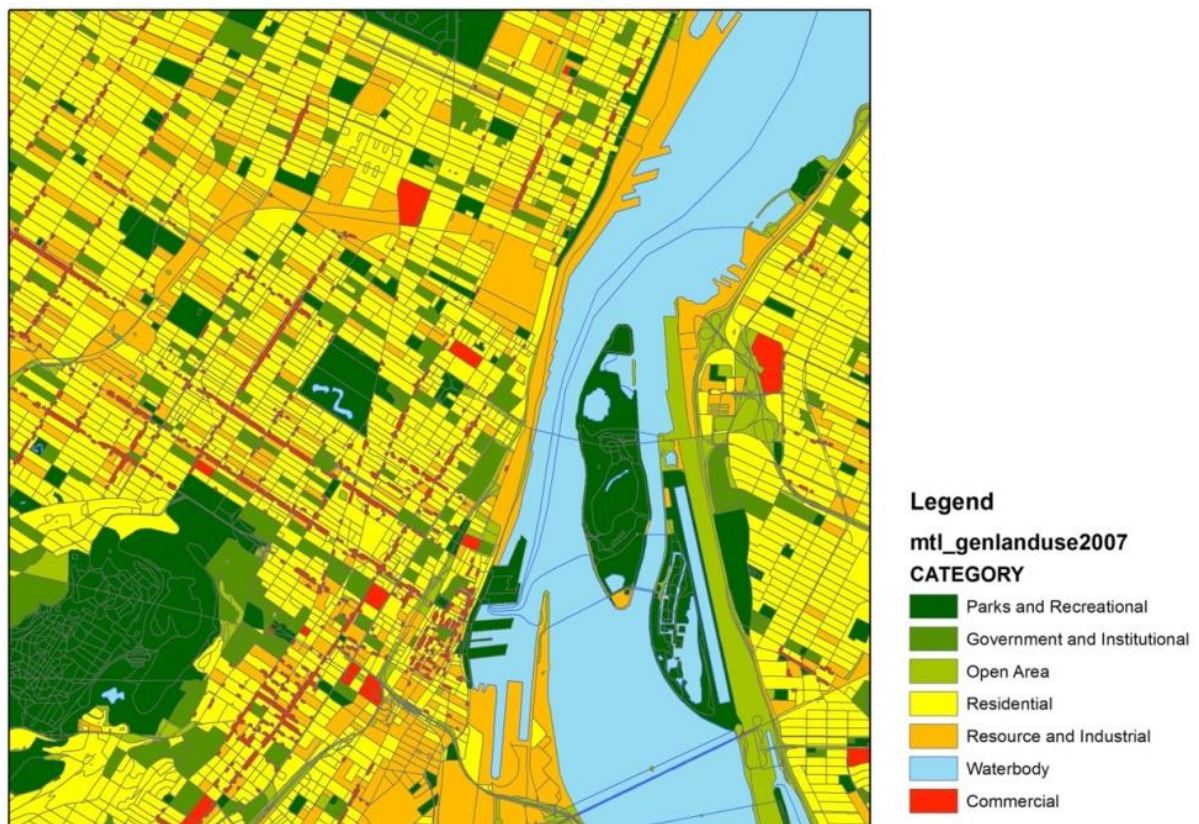 Legend
mtl_genlanduse2007
CATEGORY
Parks and Recreational
Government and Institutional
Open Area
Residential
Resource and Industrial
Waterbody
Commercial